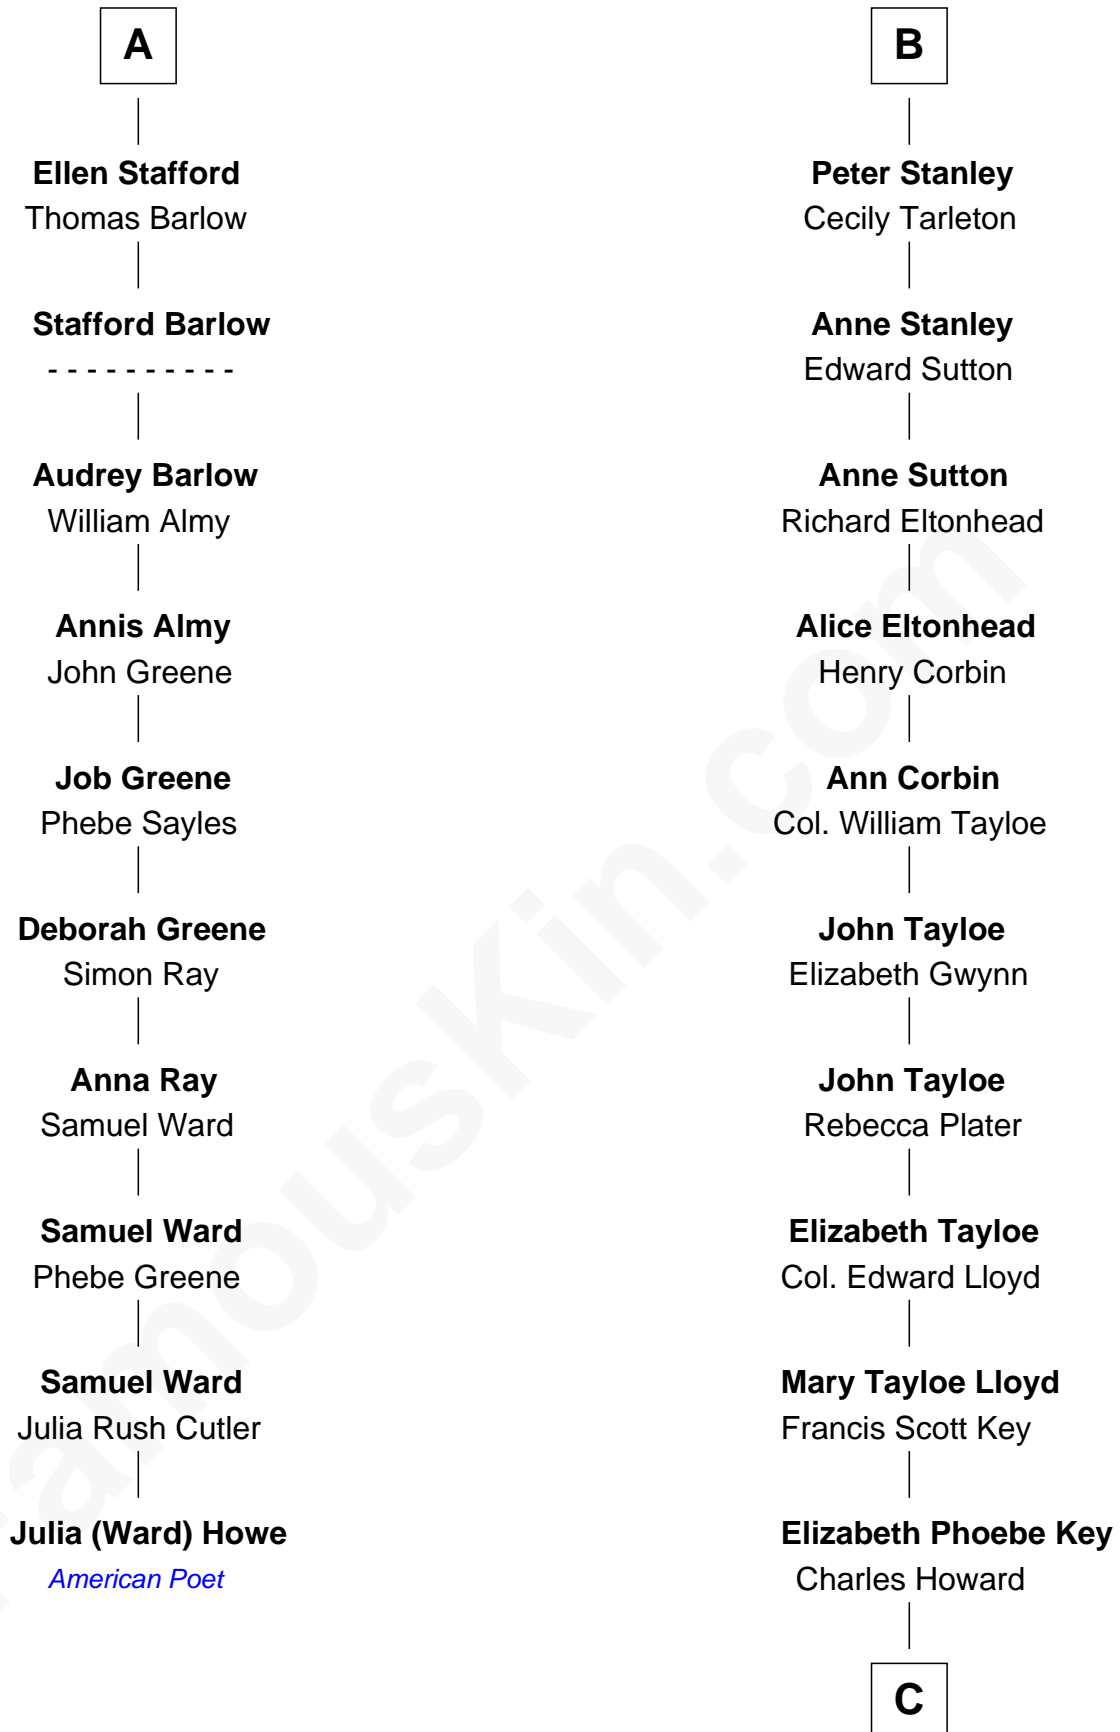 A
Ellen Stafford
Thomas Barlow
Stafford Barlow
- - - - - - - - - -
Audrey Barlow
William Almy
Annis Almy
John Greene
Job Greene
Phebe Sayles
Deborah Greene
Simon Ray
Anna Ray
Samuel Ward
Samuel Ward
Phebe Greene
Samuel Ward
Julia Rush Cutler
Julia (Ward) Howe
American Poet
B
Peter Stanley
Cecily Tarleton
Anne Stanley
Edward Sutton
Anne Sutton
Richard Eltonhead
Alice Eltonhead
Henry Corbin
Ann Corbin
Col. William Tayloe
John Tayloe
Elizabeth Gwynn
John Tayloe
Rebecca Plater
Elizabeth Tayloe
Col. Edward Lloyd
Mary Tayloe Lloyd
Francis Scott Key
Elizabeth Phoebe Key
Charles Howard
C
FamousKin.com